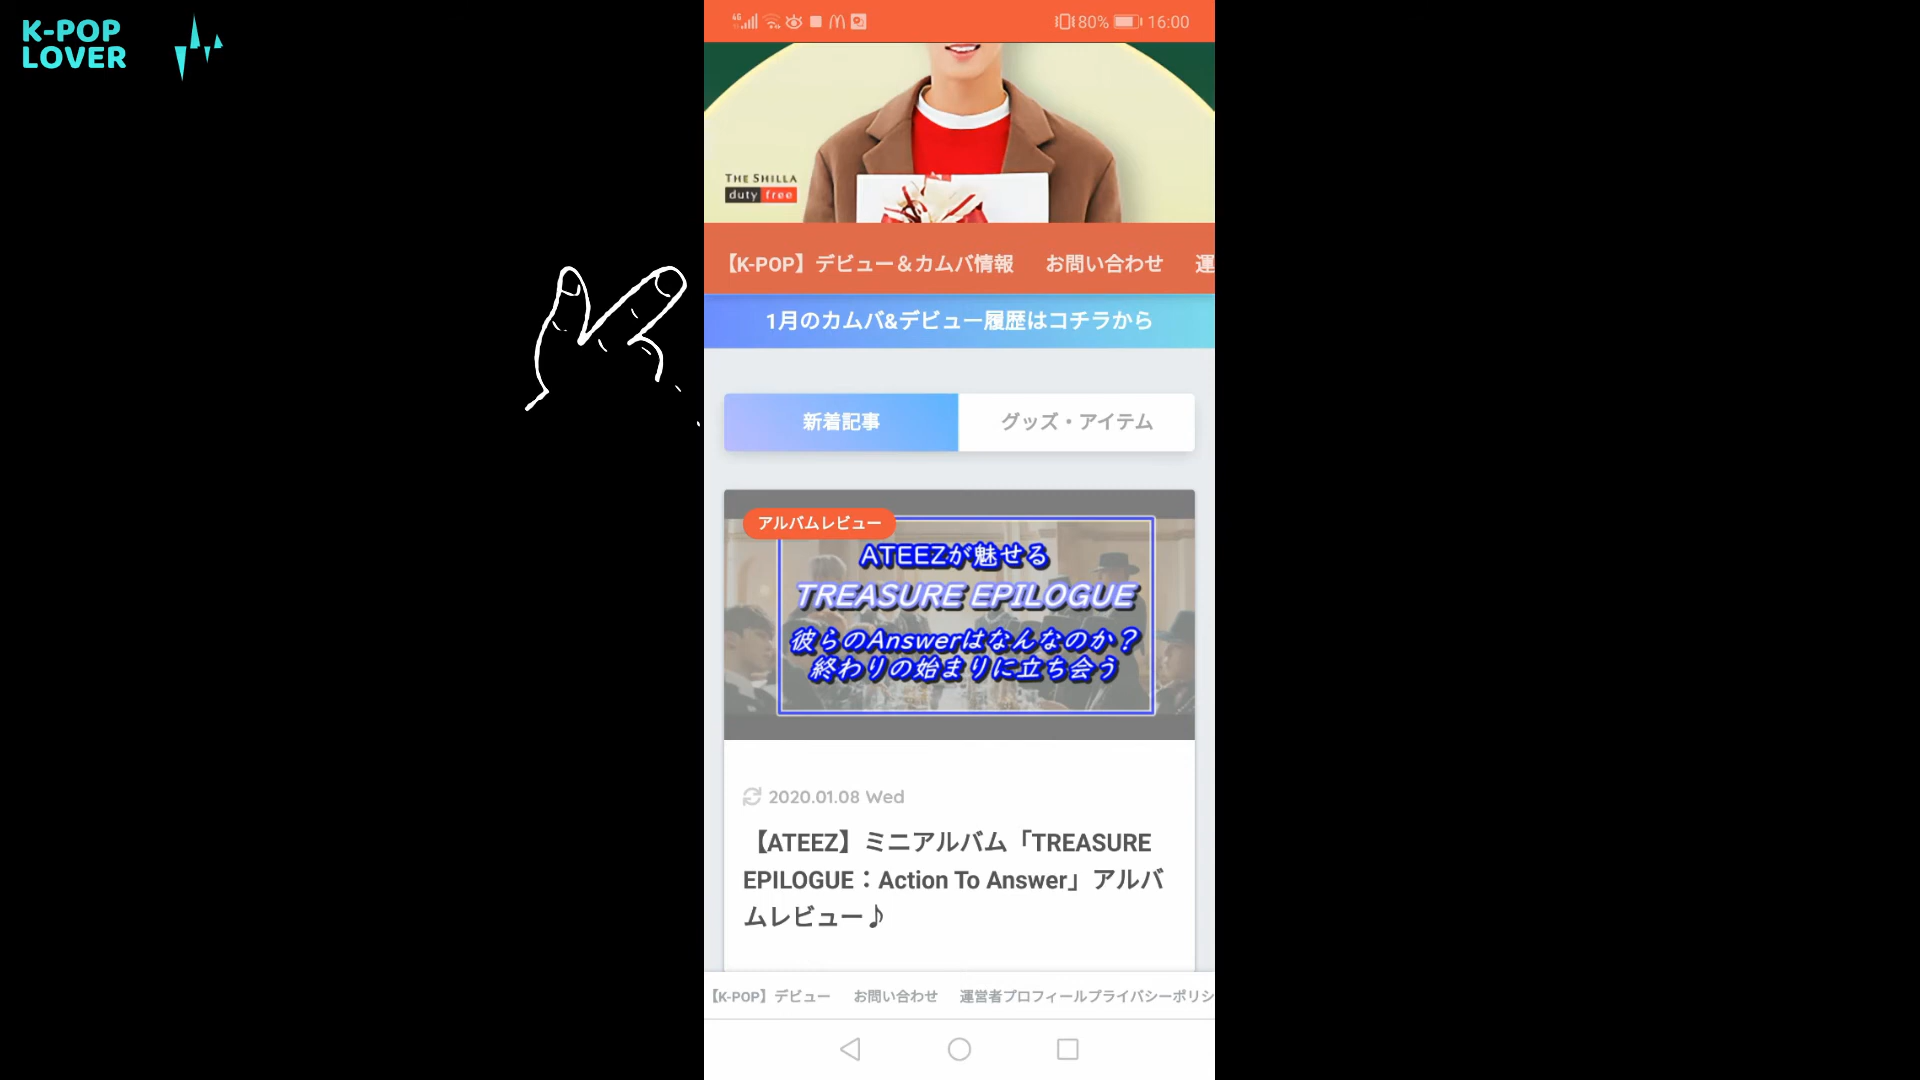 K-POP
LOVER
4G
80%
16:00
THE SHILLA
duty free
【K-POP】デビュー＆カムバ情報 お問い合わせ 運
1月のカムバ&デビュー履歴はコチラから
新着記事
グッズ・アイテム
アルバムレビュー
ATEEZが魅せる
TREASURE EPILOGUE
彼らのAnswerはなんなのか？
終わりの始まりに立ち会う
2020.01.08 Wed
【ATEEZ】ミニアルバム「TREASURE
EPILOGUE：Action To Answer」アルバ
ムレビュー♪
【K-POP】デビュー お問い合わせ 運営者プロフィール プライバシーポリシ